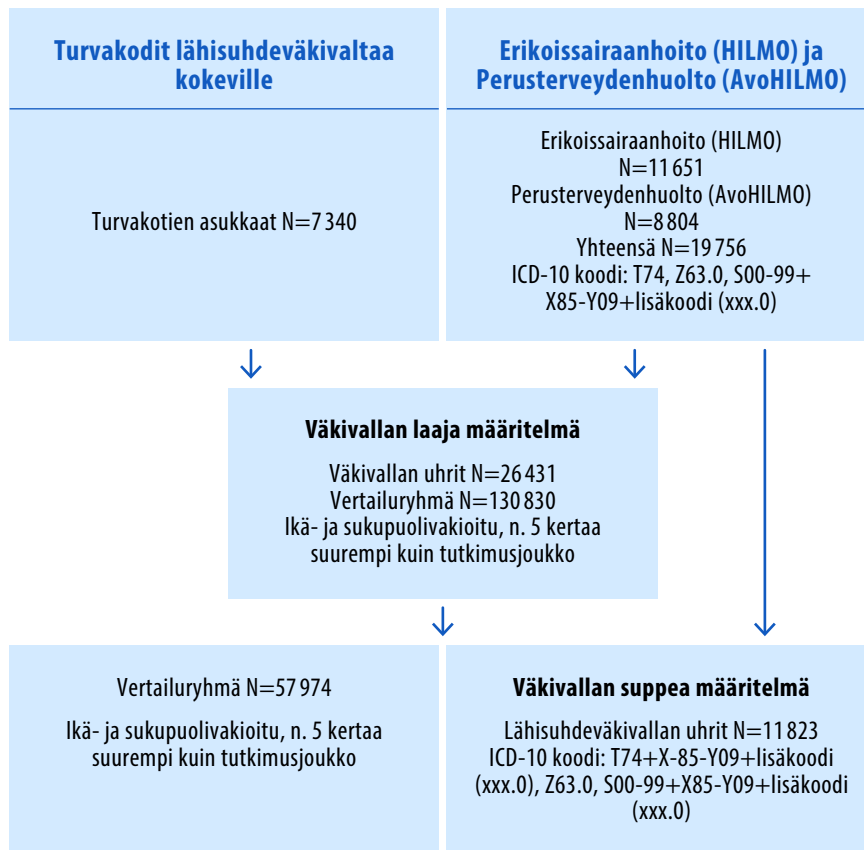 Turvakodit lähisuhdeväkivaltaa
kokeville
Turvakotien asukkaat N=7 340
Erikoissairaanhoito (HILMO) ja
Perusterveydenhuolto (AvoHILMO)
Erikoissairaanhoito (HILMO)
N=11 651
Perusterveydenhuolto (AvoHILMO)
N=8 804
Yhteensä N=19 756
ICD-10 koodi: T74, Z63.0, S00-99+
X85-Y09+lisäkoodi (xxx.0)
Väkivallan laaja määritelmä
Väkivallan uhrit N=26 431
Vertailuryhmä N=130 830
Ikä- ja sukupuolivakioitu, n. 5 kertaa
suurempi kuin tutkimusjoukko
Vertailuryhmä N=57 974
Ikä- ja sukupuolivakioitu, n. 5 kertaa
suurempi kuin tutkimusjoukko
Väkivallan suppea määritelmä
Lähisuhdeväkivallan uhrit N=11 823
ICD-10 koodi: T74+X-85-Y09+lisäkoodi
(xxx.0), Z63.0, S00-99+X85-Y09+lisäkoodi
(xxx.0)